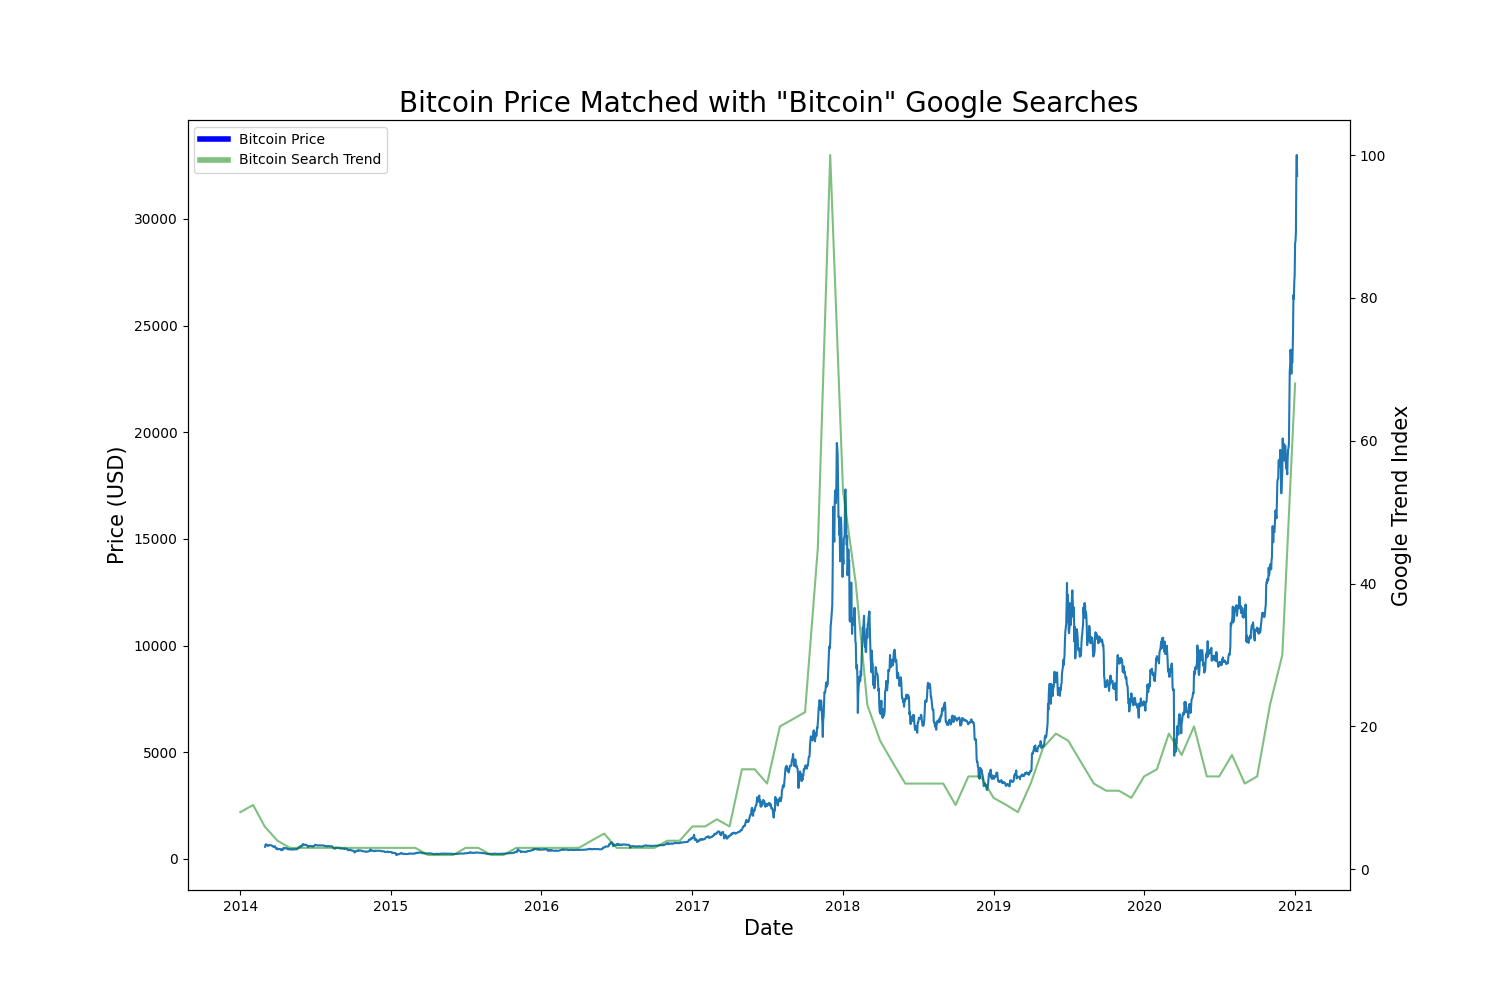 Bitcoin Price Matched with "Bitcoin" Google Searches
Bitcoin Price
Bitcoin Search Trend
Price (USD)
30000
25000
20000
15000
10000
5000
0
100
80
60
40
20
0
Google Trend Index
2014 2015 2016 2017 2018 2019 2020 2021
Date